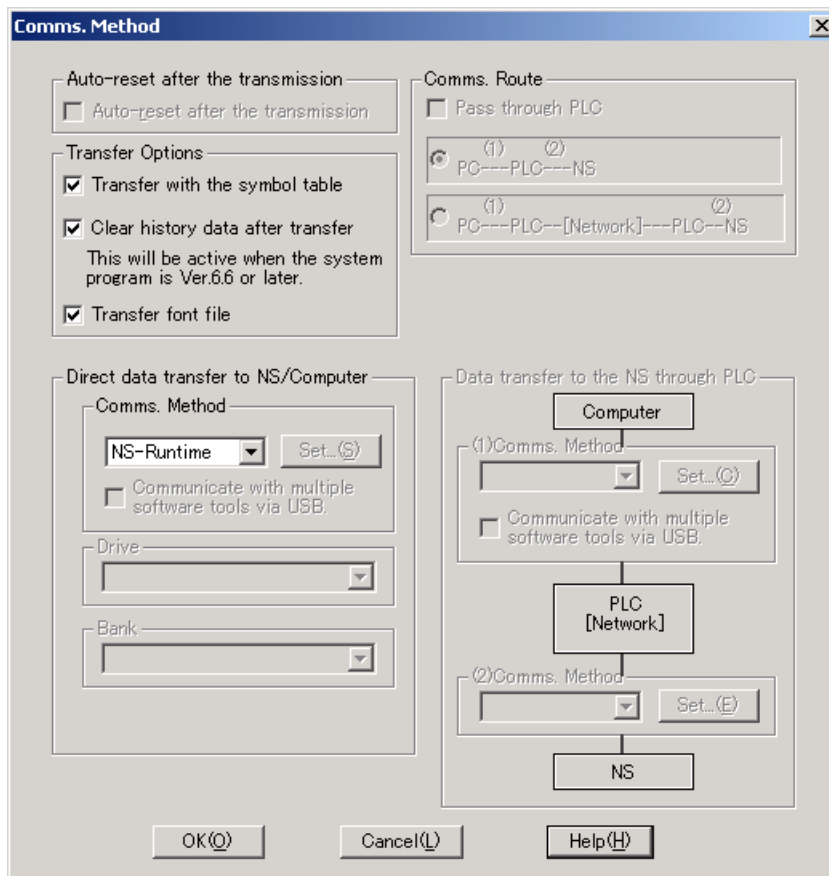 Comms. Method
Auto-reset after the transmission
Auto-reset after the transmission
Transfer Options
Transfer with the symbol table
Clear history data after transfer
This will be active when the system
program is Ver.6.6 or later.
Transfer font file
Comms. Route
Pass through PLC
(1) (2)
PC---PLC---NS
(1) (2)
PC---PLC--[Network]---PLC--NS
Direct data transfer to NS/Computer
Comms. Method
NS-Runtime Set...(S)
Communicate with multiple
software tools via USB.
Drive
Bank
Data transfer to the NS through PLC
Computer
(1)Comms. Method
Set...(C)
Communicate with multiple
software tools via USB.
PLC
[Network]
(2)Comms. Method
Set...(E)
NS
OK(O) Cancel(L) Help(H)